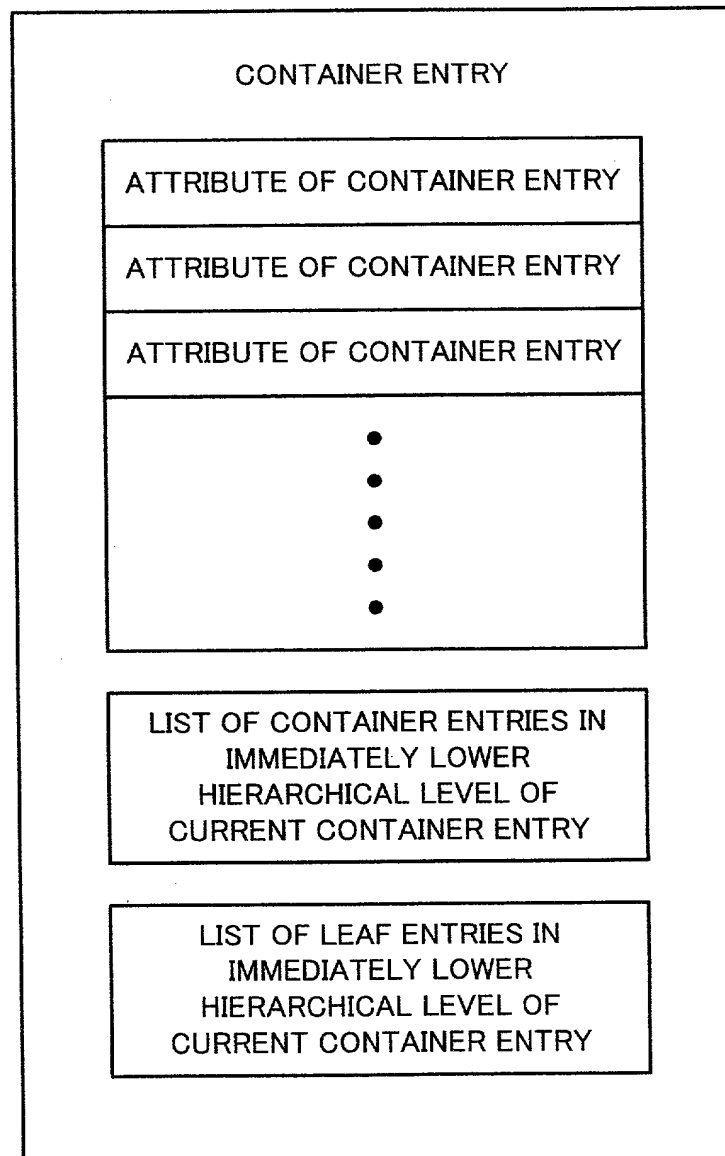 CONTAINER ENTRY
ATTRIBUTE OF CONTAINER ENTRY
ATTRIBUTE OF CONTAINER ENTRY
ATTRIBUTE OF CONTAINER ENTRY
LIST OF CONTAINER ENTRIES IN
IMMEDIATELY LOWER
HIERARCHICAL LEVEL OF
CURRENT CONTAINER ENTRY
LIST OF LEAF ENTRIES IN
IMMEDIATELY LOWER
HIERARCHICAL LEVEL OF
CURRENT CONTAINER ENTRY